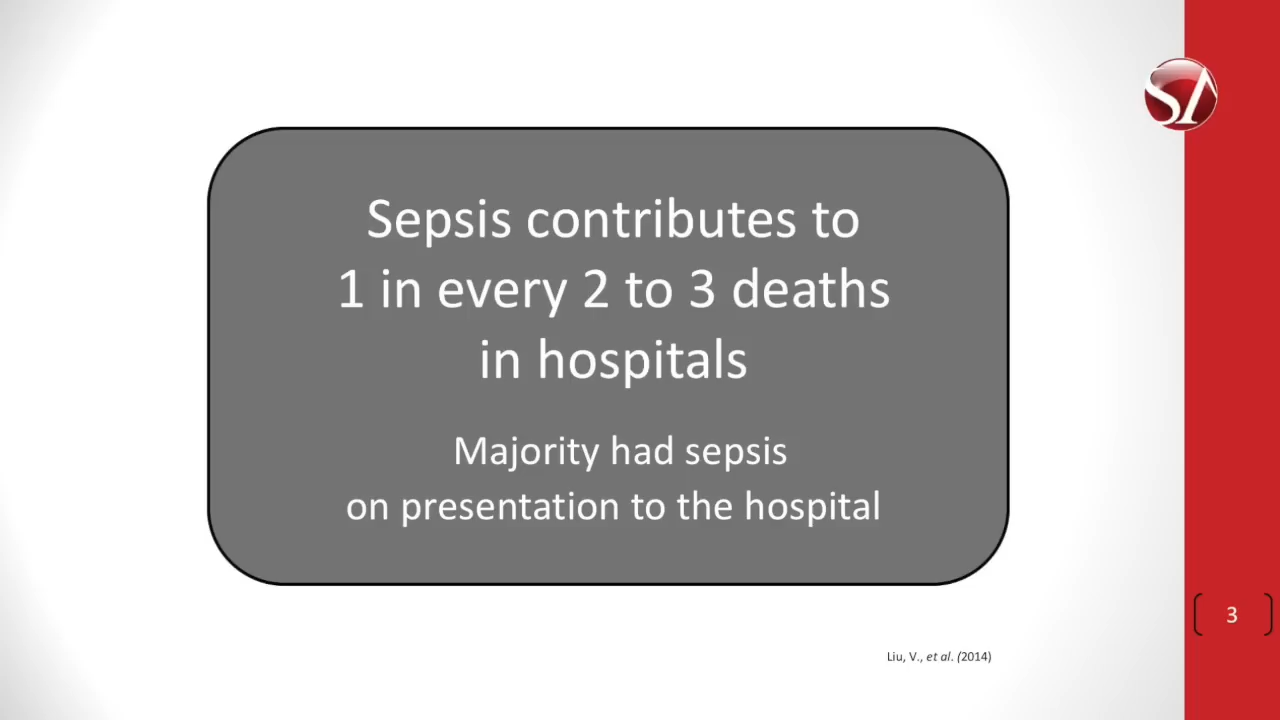 SA
Sepsis contributes to
1 in every 2 to 3 deaths
in hospitals
Majority had sepsis
on presentation to the hospital
3
Liu, V., et al. (2014)